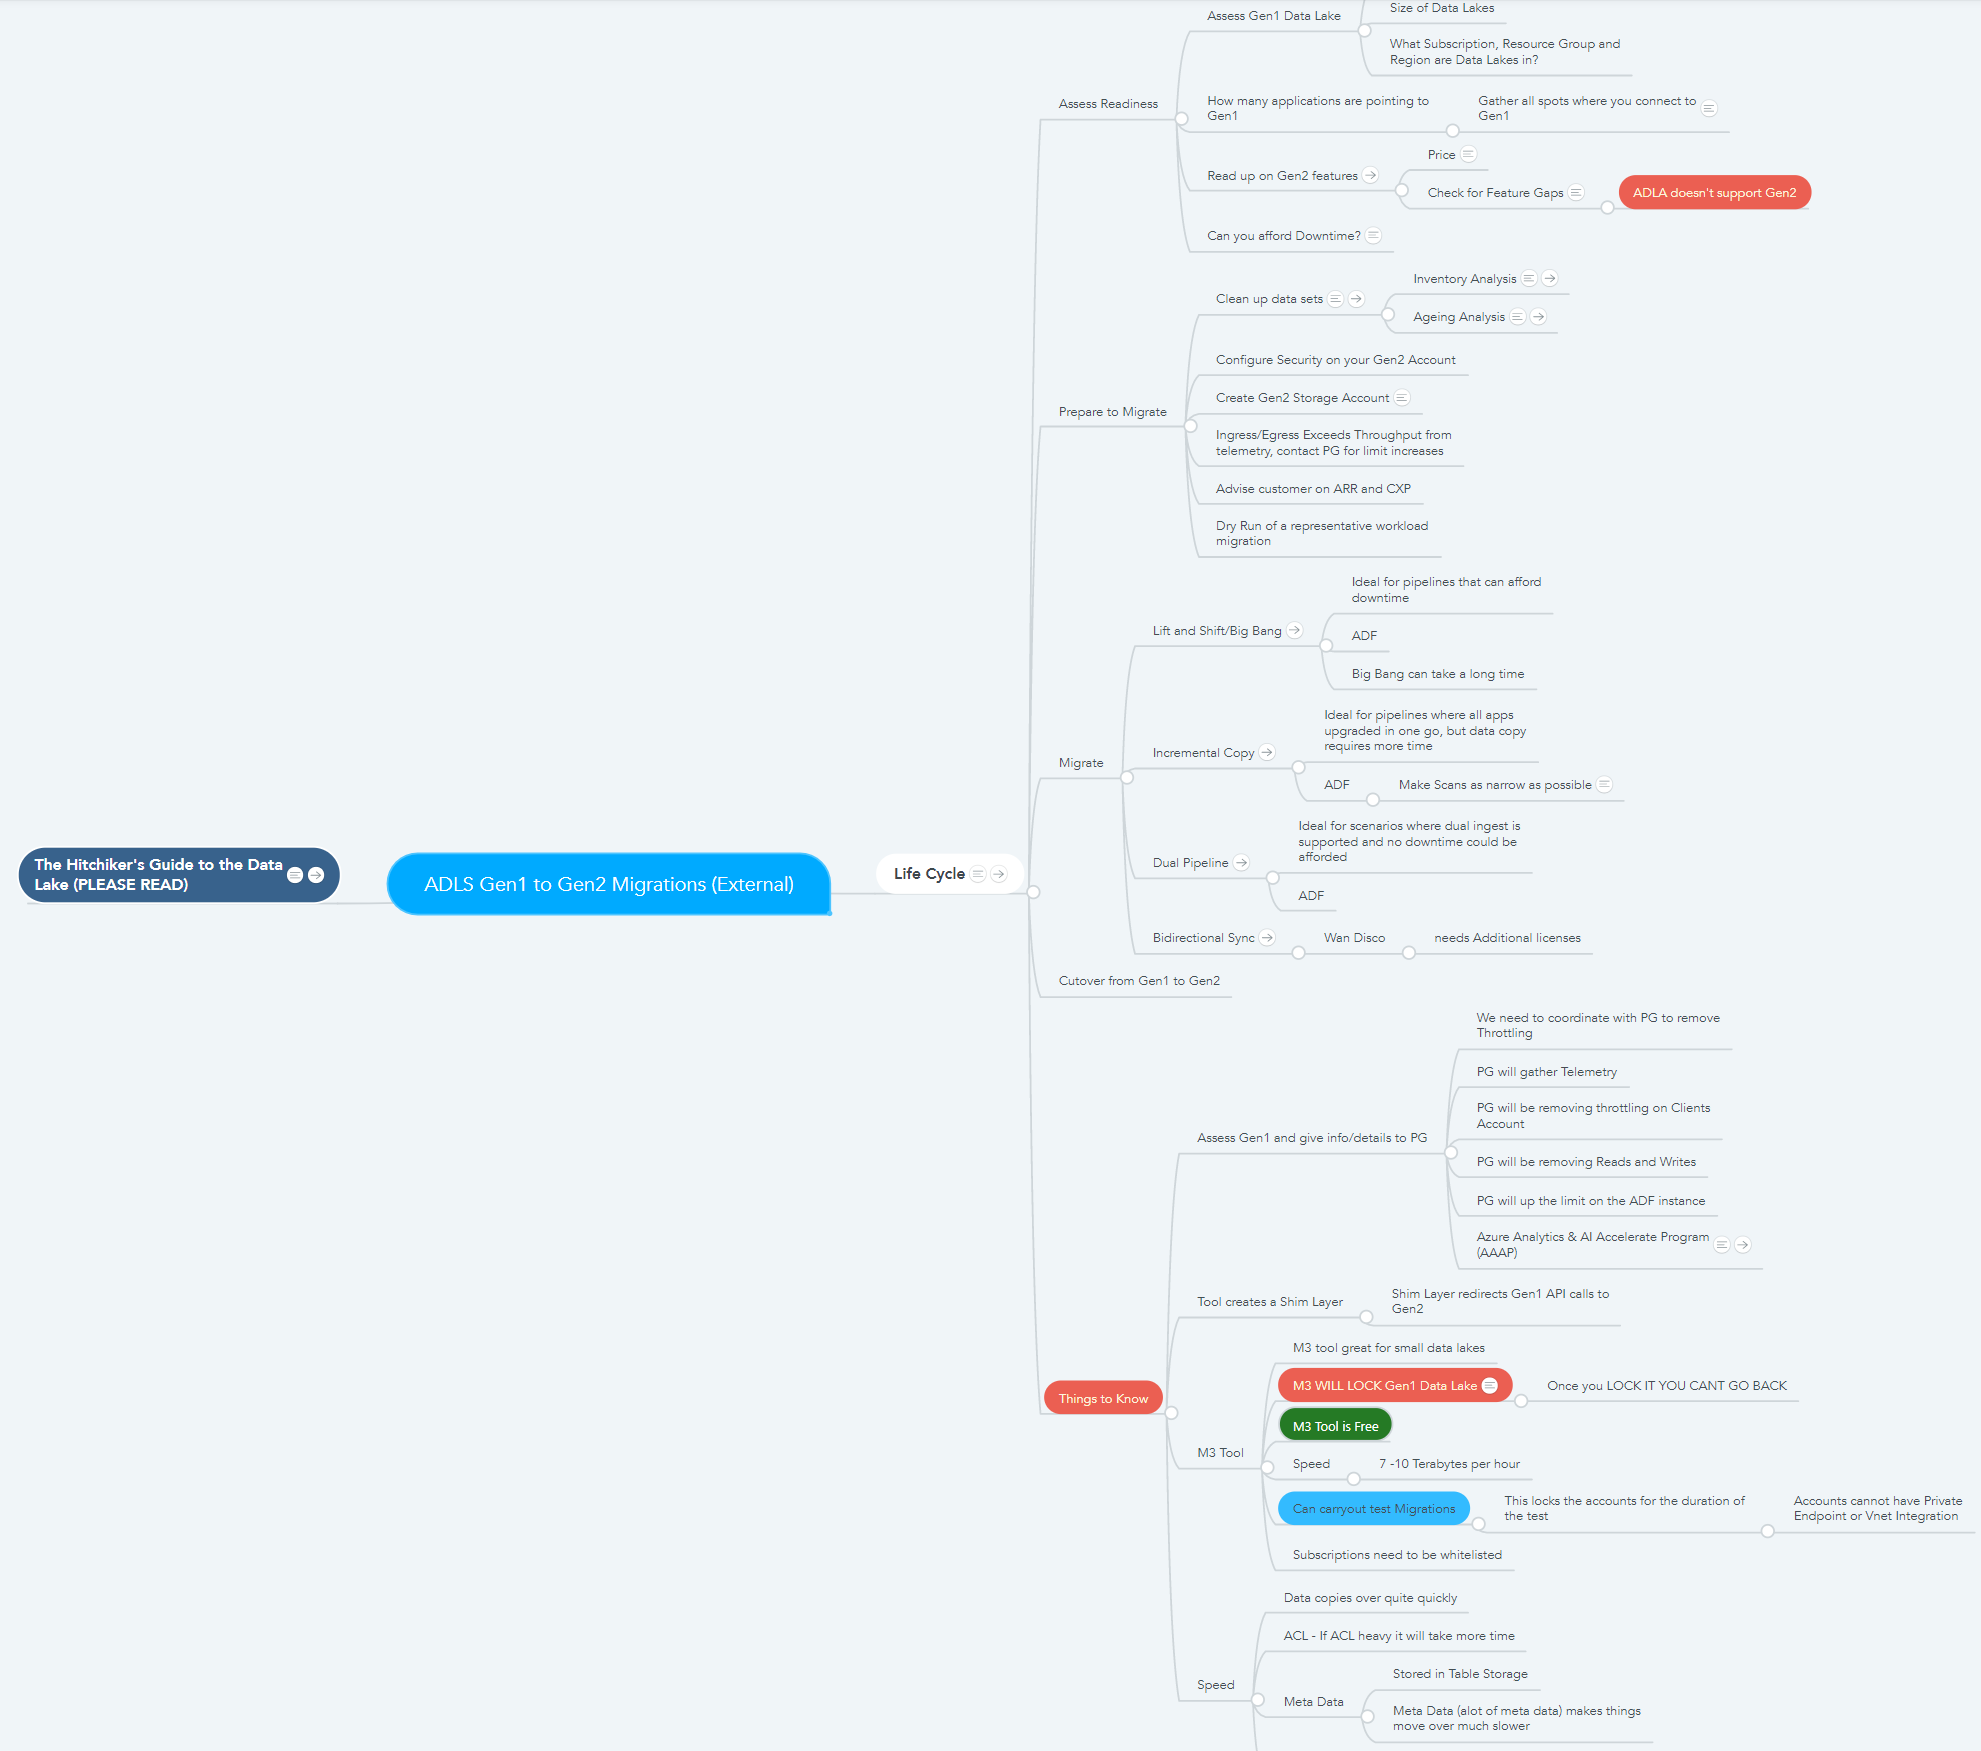 The Hitchiker's Guide to the Data
Lake (PLEASE READ)
ADLS Gen1 to Gen2 Migrations (External)
Life Cycle
Assess Readiness
Assess Gen1 Data Lake
Size of Data Lakes
What Subscription, Resource Group and
Region are Data Lakes in?
How many applications are pointing to
Gen1
Gather all spots where you connect to
Gen1
Read up on Gen2 features
Price
Check for Feature Gaps
ADLA doesn't support Gen2
Can you afford Downtime?
Prepare to Migrate
Clean up data sets
Inventory Analysis
Ageing Analysis
Configure Security on your Gen2 Account
Create Gen2 Storage Account
Ingress/Egress Exceeds Throughput from
telemetry, contact PG for limit increases
Advise customer on ARR and CXP
Dry Run of a representative workload
migration
Migrate
Lift and Shift/Big Bang
Ideal for pipelines that can afford
downtime
ADF
Big Bang can take a long time
Incremental Copy
Ideal for pipelines where all apps
upgraded in one go, but data copy
requires more time
ADF
Make Scans as narrow as possible
Dual Pipeline
Ideal for scenarios where dual ingest is
supported and no downtime could be
afforded
ADF
Bidirectional Sync
Wan Disco
needs Additional licenses
Cutover from Gen1 to Gen2
Things to Know
Assess Gen1 and give info/details to PG
We need to coordinate with PG to remove
Throttling
PG will gather Telemetry
PG will be removing throttling on Clients
Account
PG will be removing Reads and Writes
PG will up the limit on the ADF instance
Azure Analytics & AI Accelerate Program
(AAAP)
Tool creates a Shim Layer
Shim Layer redirects Gen1 API calls to
Gen2
M3 Tool
M3 tool great for small data lakes
M3 WILL LOCK Gen1 Data Lake
Once you LOCK IT YOU CANT GO BACK
M3 Tool is Free
Speed
7 -10 Terabytes per hour
Can carryout test Migrations
This locks the accounts for the duration of
the test
Accounts cannot have Private
Endpoint or Vnet Integration
Subscriptions need to be whitelisted
Speed
Data copies over quite quickly
ACL - If ACL heavy it will take more time
Meta Data
Stored in Table Storage
Meta Data (alot of meta data) makes things
move over much slower